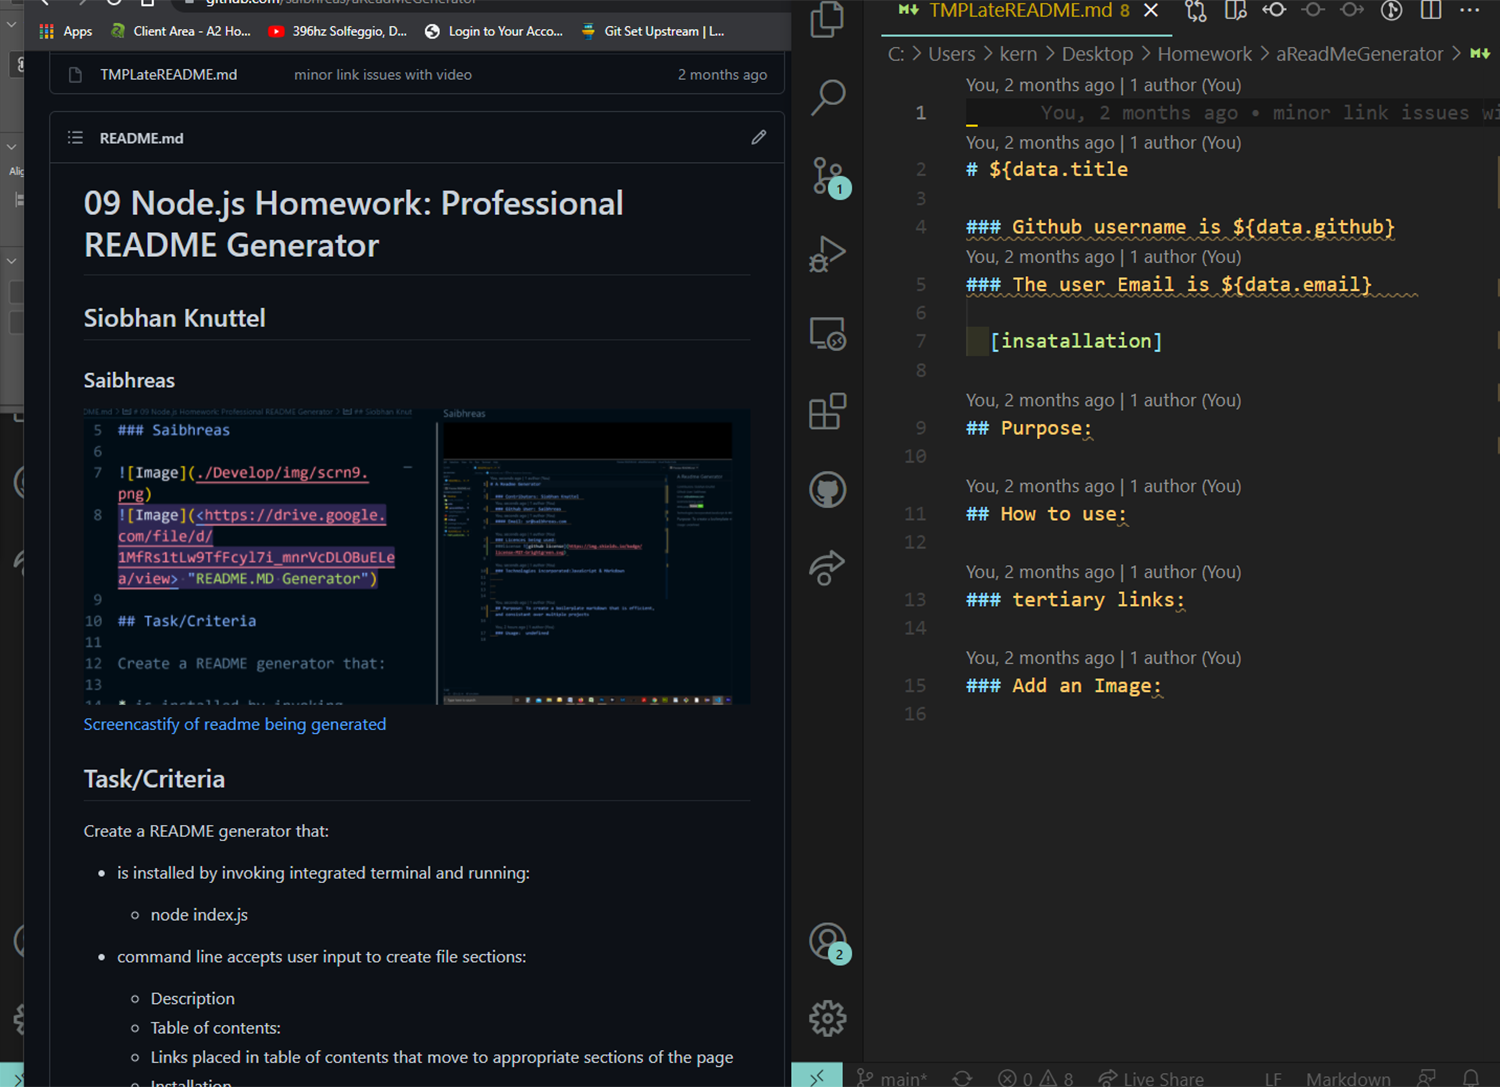 github.com/saibhreas/aReadMeGenerator
Apps
Client Area - A2 Ho...
396hz Solfeggio, D...
Login to Your Acco...
Git Set Upstream | L...
TMPLateREADME.md
minor link issues with video
2 months ago
README.md
09 Node.js Homework: Professional
README Generator
Siobhan Knuttel
Saibhreas
5 ### Saibhreas
6
7 ![Image](./Develop/img/scrn9.
png)
8 ![Image](<https://drive.google.
com/file/d/
1MfRs1tLw9TfFcyl7i_mnrVcDLOBuELe
a/view> "README.MD Generator")
9
10 ## Task/Criteria
11
12 Create a README generator that:
13
Saibhreas
Screencastify of readme being generated
Task/Criteria
Create a README generator that:
is installed by invoking integrated terminal and running:
node index.js
command line accepts user input to create file sections:
Description
Table of contents:
Links placed in table of contents that move to appropriate sections of the page
Installation
Alig
1
2
TMPLateREADME.md 8
C: > Users > kern > Desktop > Homework > aReadMeGenerator >
You, 2 months ago | 1 author (You)
1 You, 2 months ago • minor link issues wi
You, 2 months ago | 1 author (You)
2 # ${data.title
3
4 ### Github username is ${data.github}
You, 2 months ago | 1 author (You)
5 ### The user Email is ${data.email}
6
7 [insatallation]
8
You, 2 months ago | 1 author (You)
9 ## Purpose:
10
You, 2 months ago | 1 author (You)
11 ## How to use:
12
You, 2 months ago | 1 author (You)
13 ### tertiary links:
14
You, 2 months ago | 1 author (You)
15 ### Add an Image:
16
main* 0 8 Live Share LF Markdown